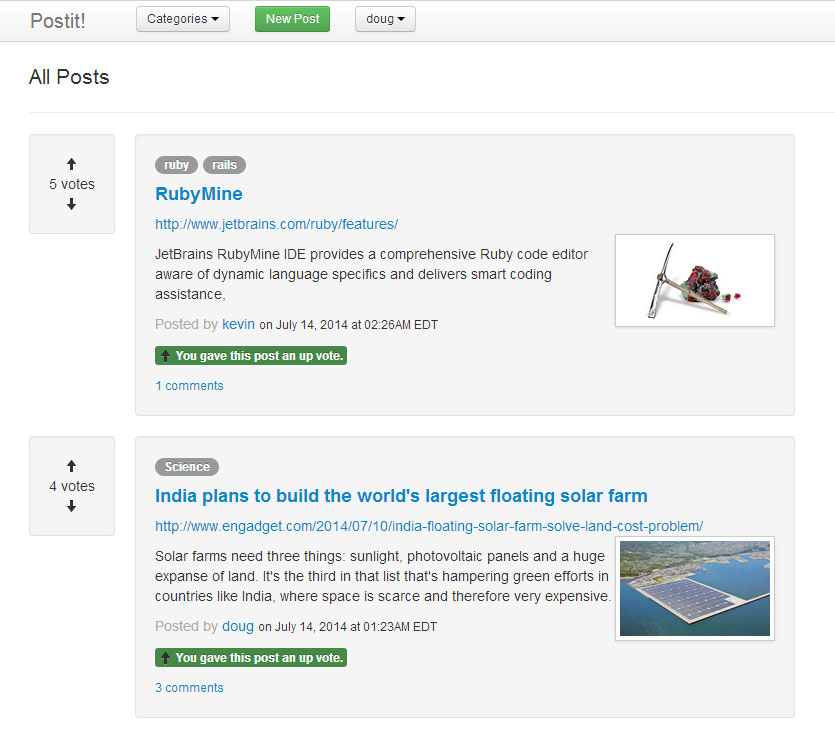 Postit!
Categories
New Post
doug
All Posts
5 votes
ruby rails
RubyMine
http://www.jetbrains.com/ruby/features/
JetBrains RubyMine IDE provides a comprehensive Ruby code editor
aware of dynamic language specifics and delivers smart coding
assistance,
Posted by kevin on July 14, 2014 at 02:26AM EDT
You gave this post an up vote.
1 comments
4 votes
Science
India plans to build the world's largest floating solar farm
http://www.engadget.com/2014/07/10/india-floating-solar-farm-solve-land-cost-problem/
Solar farms need three things: sunlight, photovoltaic panels and a huge
expanse of land. It's the third in that list that's hampering green efforts in
countries like India, where space is scarce and therefore very expensive.
Posted by doug on July 14, 2014 at 01:23AM EDT
You gave this post an up vote.
3 comments